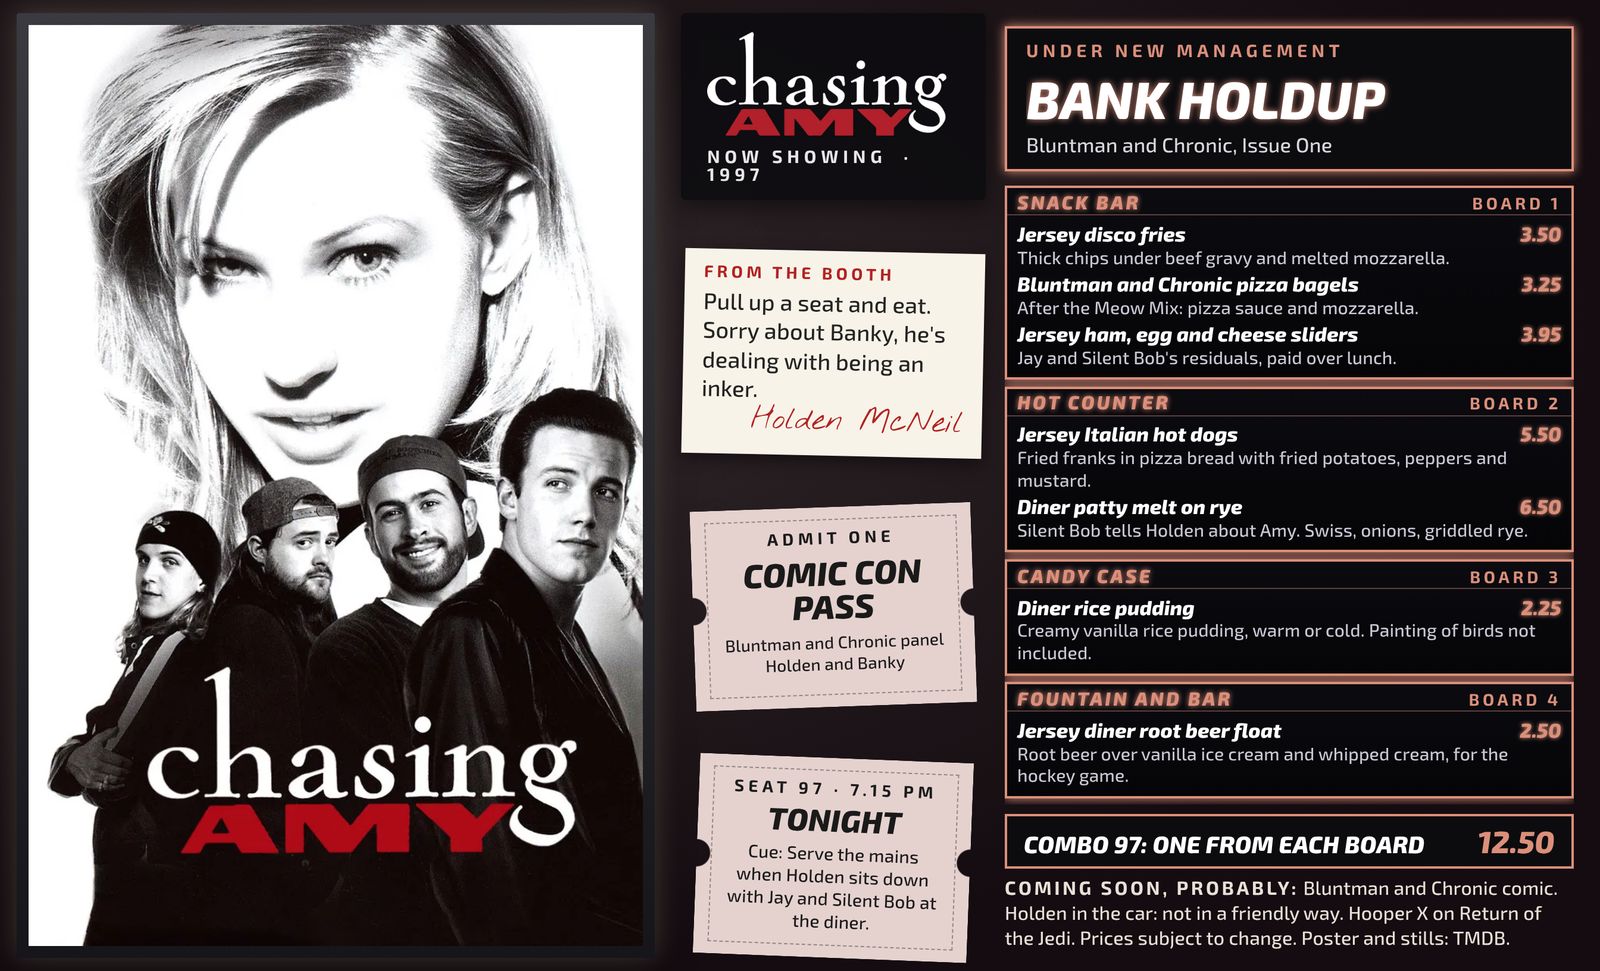 chasing
AMY
chasing
AMY
NOW SHOWING ·
1997
FROM THE BOOTH
Pull up a seat and eat.
Sorry about Banky, he's
dealing with being an
inker.
Holden McNeil
ADMIT ONE
COMIC CON
PASS
Bluntman and Chronic panel
Holden and Banky
SEAT 97 · 7.15 PM
TONIGHT
Cue: Serve the mains
when Holden sits down
with Jay and Silent Bob at
the diner.
UNDER NEW MANAGEMENT
BANK HOLDUP
Bluntman and Chronic, Issue One
SNACK BAR BOARD 1
Jersey disco fries 3.50
Thick chips under beef gravy and melted mozzarella.
Bluntman and Chronic pizza bagels 3.25
After the Meow Mix: pizza sauce and mozzarella.
Jersey ham, egg and cheese sliders 3.95
Jay and Silent Bob's residuals, paid over lunch.
HOT COUNTER BOARD 2
Jersey Italian hot dogs 5.50
Fried franks in pizza bread with fried potatoes, peppers and
mustard.
Diner patty melt on rye 6.50
Silent Bob tells Holden about Amy. Swiss, onions, griddled rye.
CANDY CASE BOARD 3
Diner rice pudding 2.25
Creamy vanilla rice pudding, warm or cold. Painting of birds not
included.
FOUNTAIN AND BAR BOARD 4
Jersey diner root beer float 2.50
Root beer over vanilla ice cream and whipped cream, for the
hockey game.
COMBO 97: ONE FROM EACH BOARD 12.50
COMING SOON, PROBABLY: Bluntman and Chronic comic.
Holden in the car: not in a friendly way. Hooper X on Return of
the Jedi. Prices subject to change. Poster and stills: TMDB.